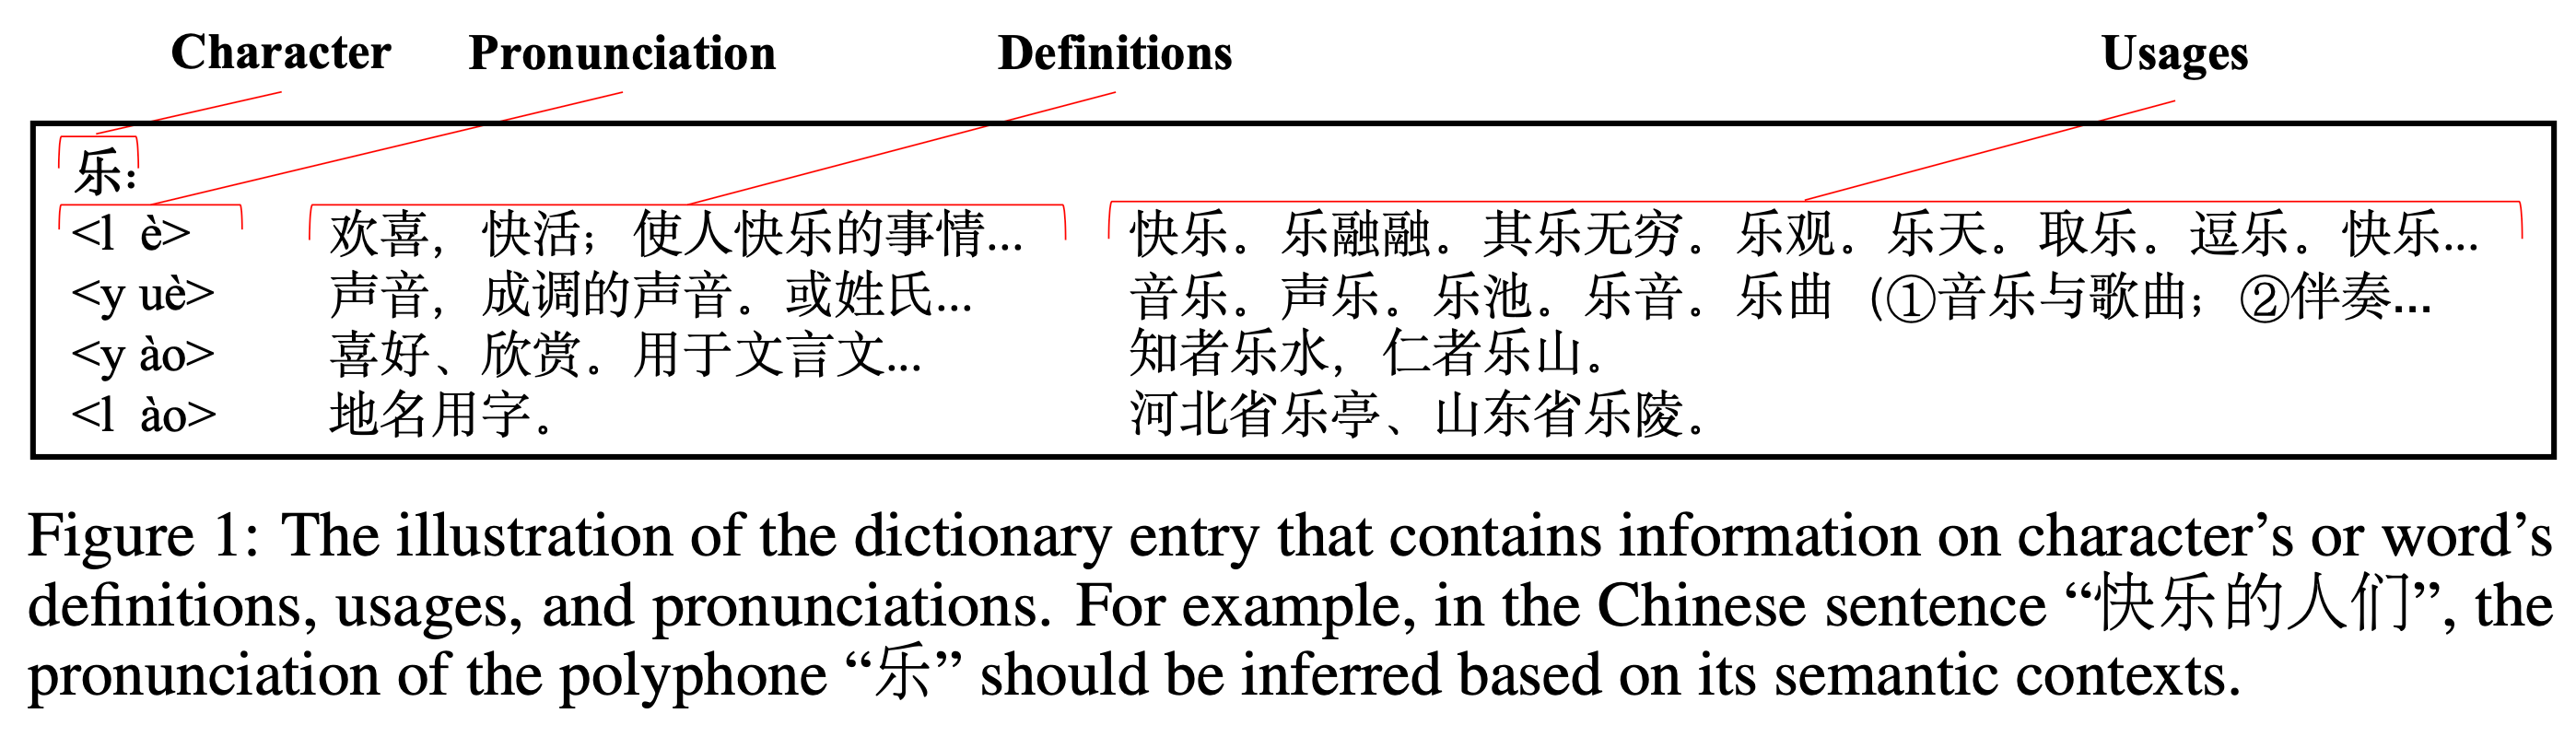 Character Pronunciation Definitions Usages
乐：
<l è> 欢喜，快活；使人快乐的事情... 快乐。乐融融。其乐无穷。乐观。乐天。取乐。逗乐。快乐...
<y uè> 声音，成调的声音。或姓氏... 音乐。声乐。乐池。乐音。乐曲（①音乐与歌曲；②伴奏...
<y ào> 喜好、欣赏。用于文言文... 知者乐水，仁者乐山。
<l ào> 地名用字。 河北省乐亭、山东省乐陵。
Figure 1: The illustration of the dictionary entry that contains information on character’s or word’s
definitions, usages, and pronunciations. For example, in the Chinese sentence “快乐的人们”, the
pronunciation of the polyphone “乐” should be inferred based on its semantic contexts.